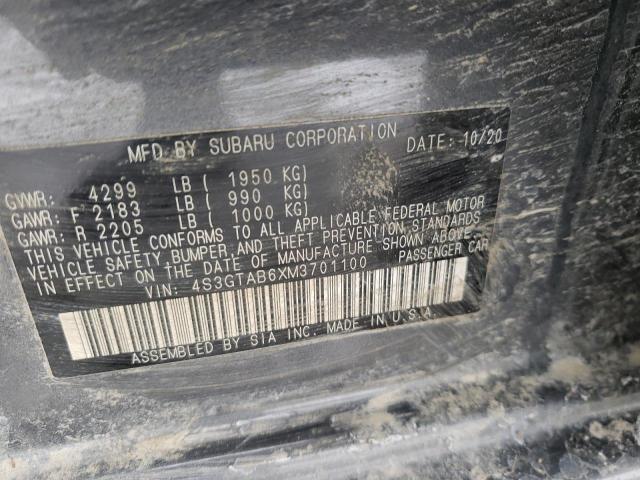 MFD BY SUBARU CORPORATION DATE: 10/20
GVWR: 4299 LB ( 1950 KG)
GAWR: F 2183 LB ( 990 KG)
GAWR: R 2205 LB ( 1000 KG)
THIS VEHICLE CONFORMS TO ALL APPLICABLE FEDERAL MOTOR
VEHICLE SAFETY, BUMPER, AND THEFT PREVENTION STANDARDS
IN EFFECT ON THE DATE OF MANUFACTURE SHOWN ABOVE.
VIN: 4S3GTAB6XM3701100 PASSENGER CAR
ASSEMBLED BY SIA INC. MADE IN U.S.A.